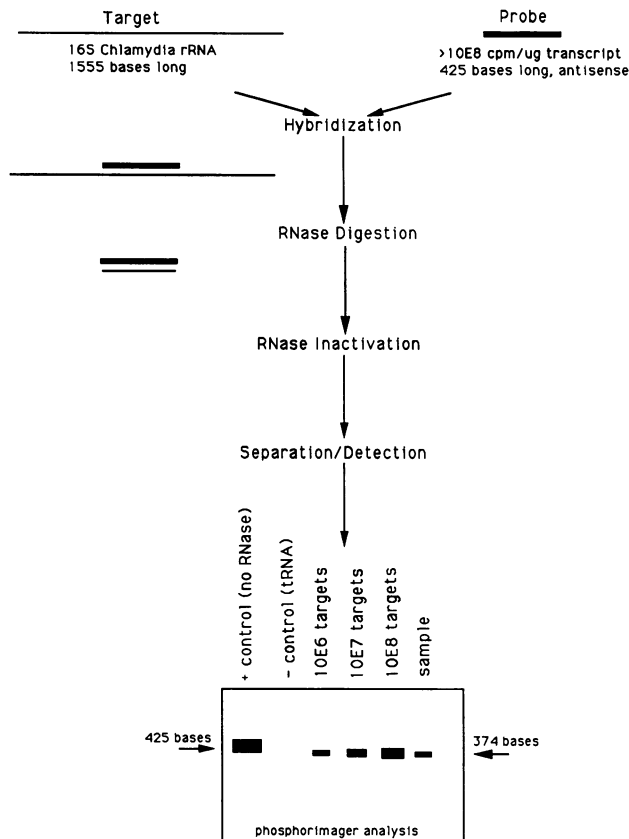 Target
Probe
16S Chlamydia rRNA
1555 bases long
>10E8 cpm/ug transcript
425 bases long, antisense
Hybridization
RNase Digestion
RNase Inactivation
Separation/Detection
+ control (no RNase)
- control (tRNA)
10E6 targets
10E7 targets
10E8 targets
sample
425 bases
374 bases
phosphorimager analysis